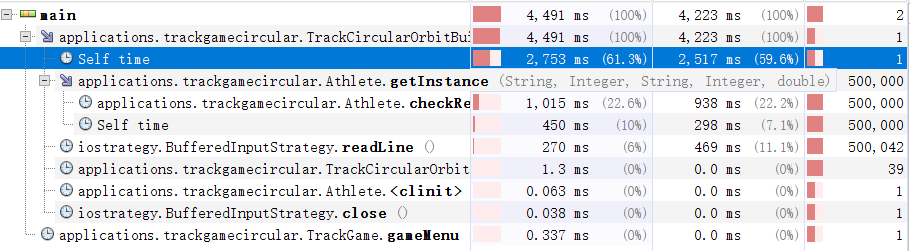 main 4,491 ms (100%) 4,223 ms (100%) 2
applications.trackgamecircular.TrackCircularOrbitBui 4,491 ms (100%) 4,223 ms (100%) 1
Self time 2,753 ms (61.3%) 2,517 ms (59.6%) 1
applications.trackgamecircular.Athlete.getInstance (String, Integer, String, Integer, double) 500,000
applications.trackgamecircular.Athlete.checkRe 1,015 ms (22.6%) 938 ms (22.2%) 500,000
Self time 450 ms (10%) 298 ms (7.1%) 500,000
iostrategy.BufferedInputStrategy.readLine () 270 ms (6%) 469 ms (11.1%) 500,042
applications.trackgamecircular.TrackCircularOrbit 1.3 ms (0%) 0.0 ms (0%) 39
applications.trackgamecircular.Athlete.<clinit> 0.063 ms (0%) 0.0 ms (0%) 1
iostrategy.BufferedInputStrategy.close () 0.038 ms (0%) 0.0 ms (0%) 1
applications.trackgamecircular.TrackGame.gameMenu 0.337 ms (0%) 0.0 ms (0%) 1